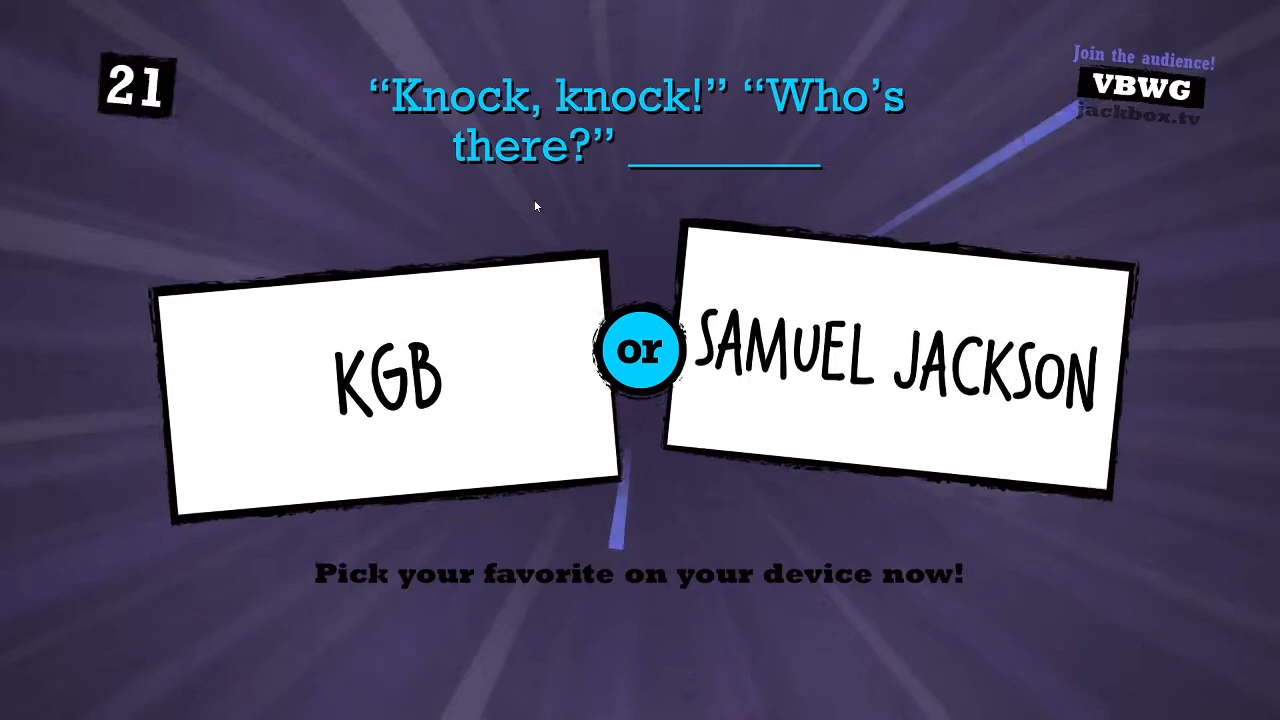 21
“Knock, knock!” “Who’s
there?” ________
Join the audience!
VBWG
jackbox.tv
KGB
or
SAMUEL JACKSON
Pick your favorite on your device now!